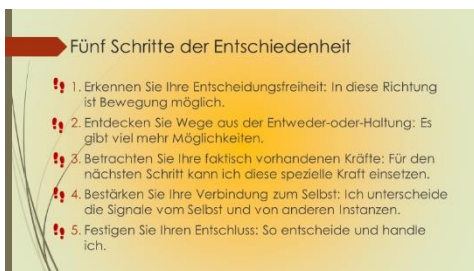 Fünf Schritte der Entschiedenheit
1. Erkennen Sie Ihre Entscheidungsfreiheit: In diese Richtung
ist Bewegung möglich.
2. Entdecken Sie Wege aus der Entweder-oder-Haltung: Es
gibt viel mehr Möglichkeiten.
3. Betrachten Sie Ihre faktisch vorhandenen Kräfte: Für den
nächsten Schritt kann ich diese spezielle Kraft einsetzen.
4. Bestärken Sie Ihre Verbindung zum Selbst: Ich unterscheide
die Signale vom Selbst und von anderen Instanzen.
5. Festigen Sie Ihren Entschluss: So entscheide und handle
ich.